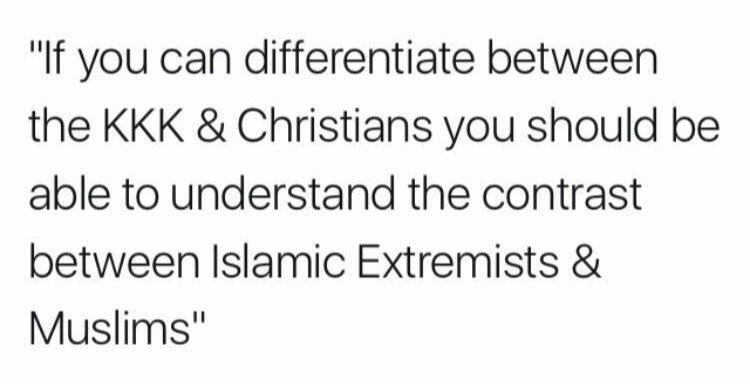 "If you can differentiate between
the KKK & Christians you should be
able to understand the contrast
between Islamic Extremists &
Muslims"